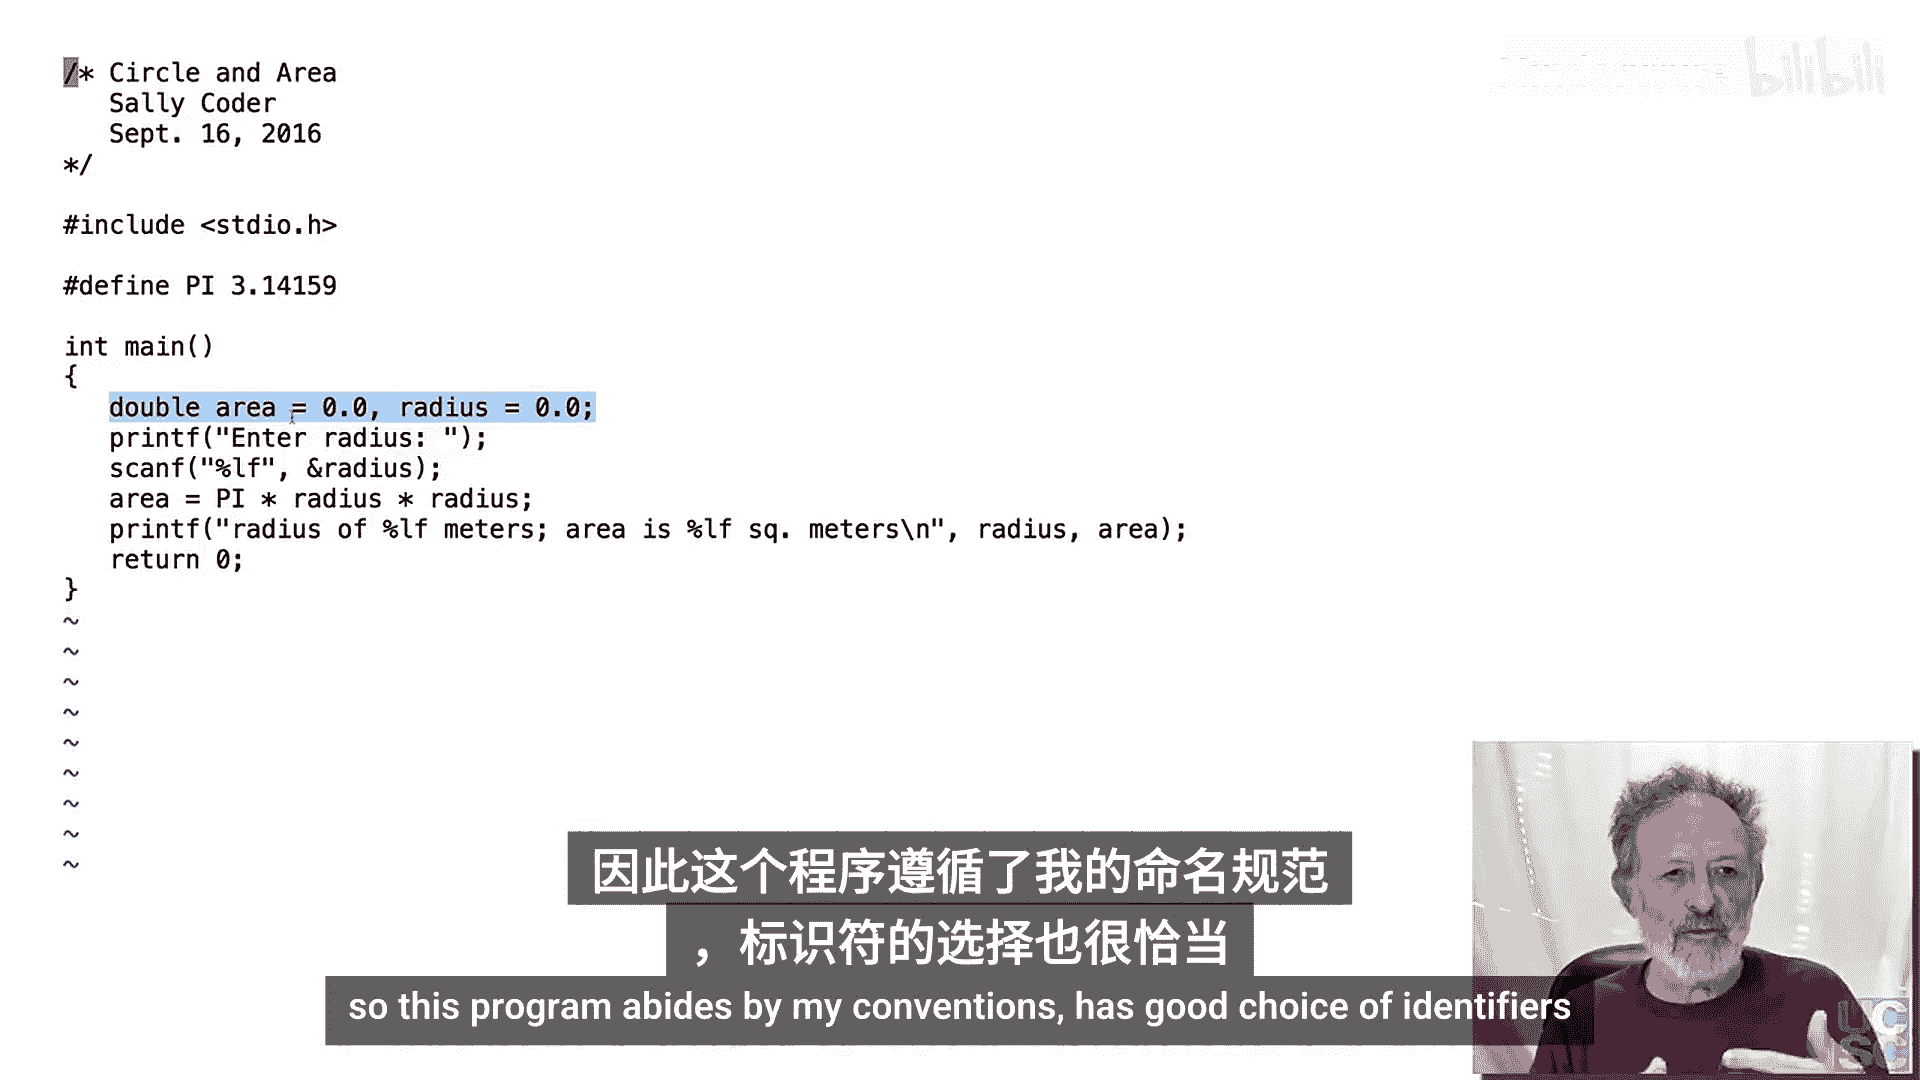 /* Circle and Area
   Sally Coder
   Sept. 16, 2016
*/
#include <stdio.h>
#define PI 3.14159
int main()
{
   double area = 0.0, radius = 0.0;
   printf("Enter radius: ");
   scanf("%lf", &radius);
   area = PI * radius * radius;
   printf("radius of %lf meters; area is %lf sq. meters\n", radius, area);
   return 0;
}
~
~
~
~
~
~
~
~
~
bilibili
因此这个程序遵循了我的命名规范
，标识符的选择也很恰当
so this program abides by my conventions, has good choice of identifiers
UC
SC